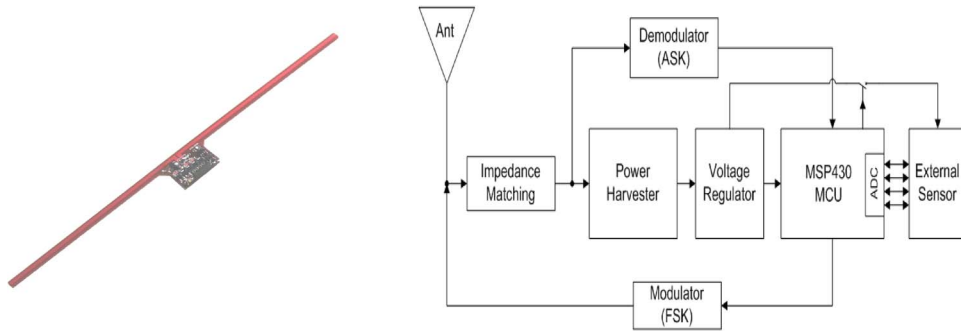 Ant
Demodulator
(ASK)
Impedance
Matching
Power
Harvester
Voltage
Regulator
MSP430
MCU
ADC
External
Sensor
Modulator
(FSK)